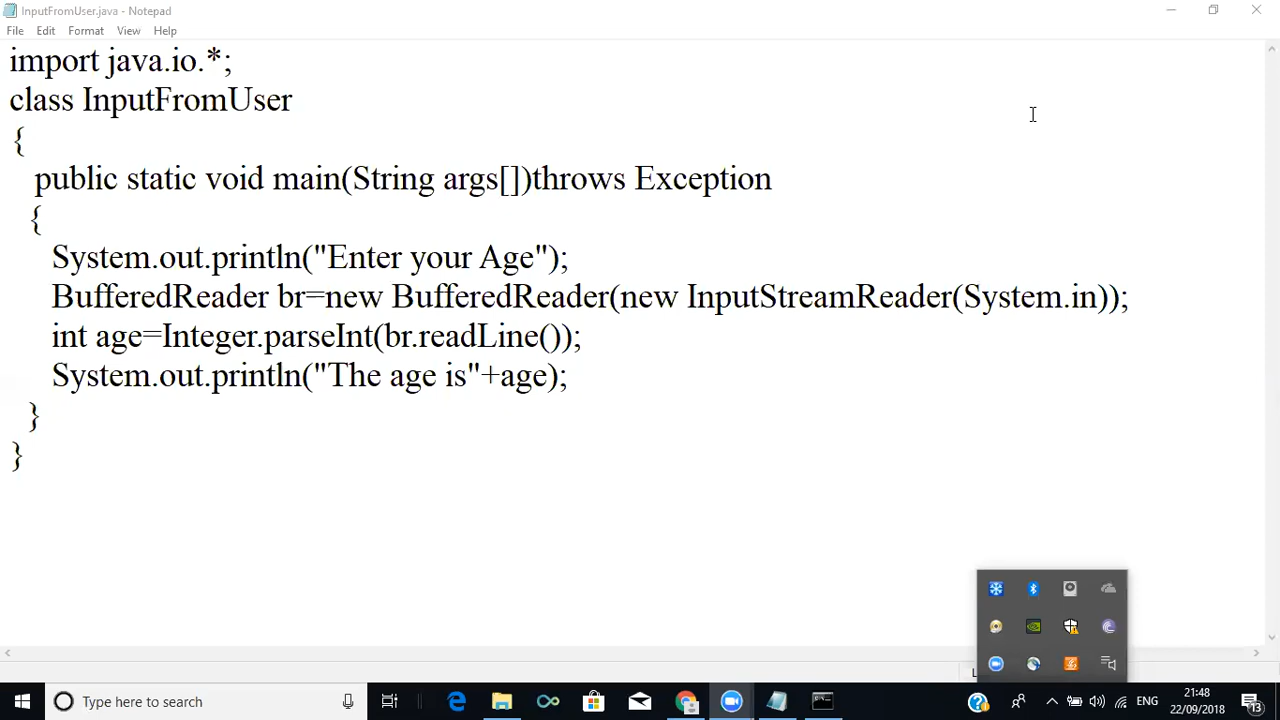 InputFromUser.java - Notepad
File Edit Format View Help
import java.io.*;
class InputFromUser
{
public static void main(String args[])throws Exception
{
System.out.println("Enter your Age");
BufferedReader br=new BufferedReader(new InputStreamReader(System.in));
int age=Integer.parseInt(br.readLine());
System.out.println("The age is"+age);
}
}
Type here to search
ENG
21:48
22/09/2018
13